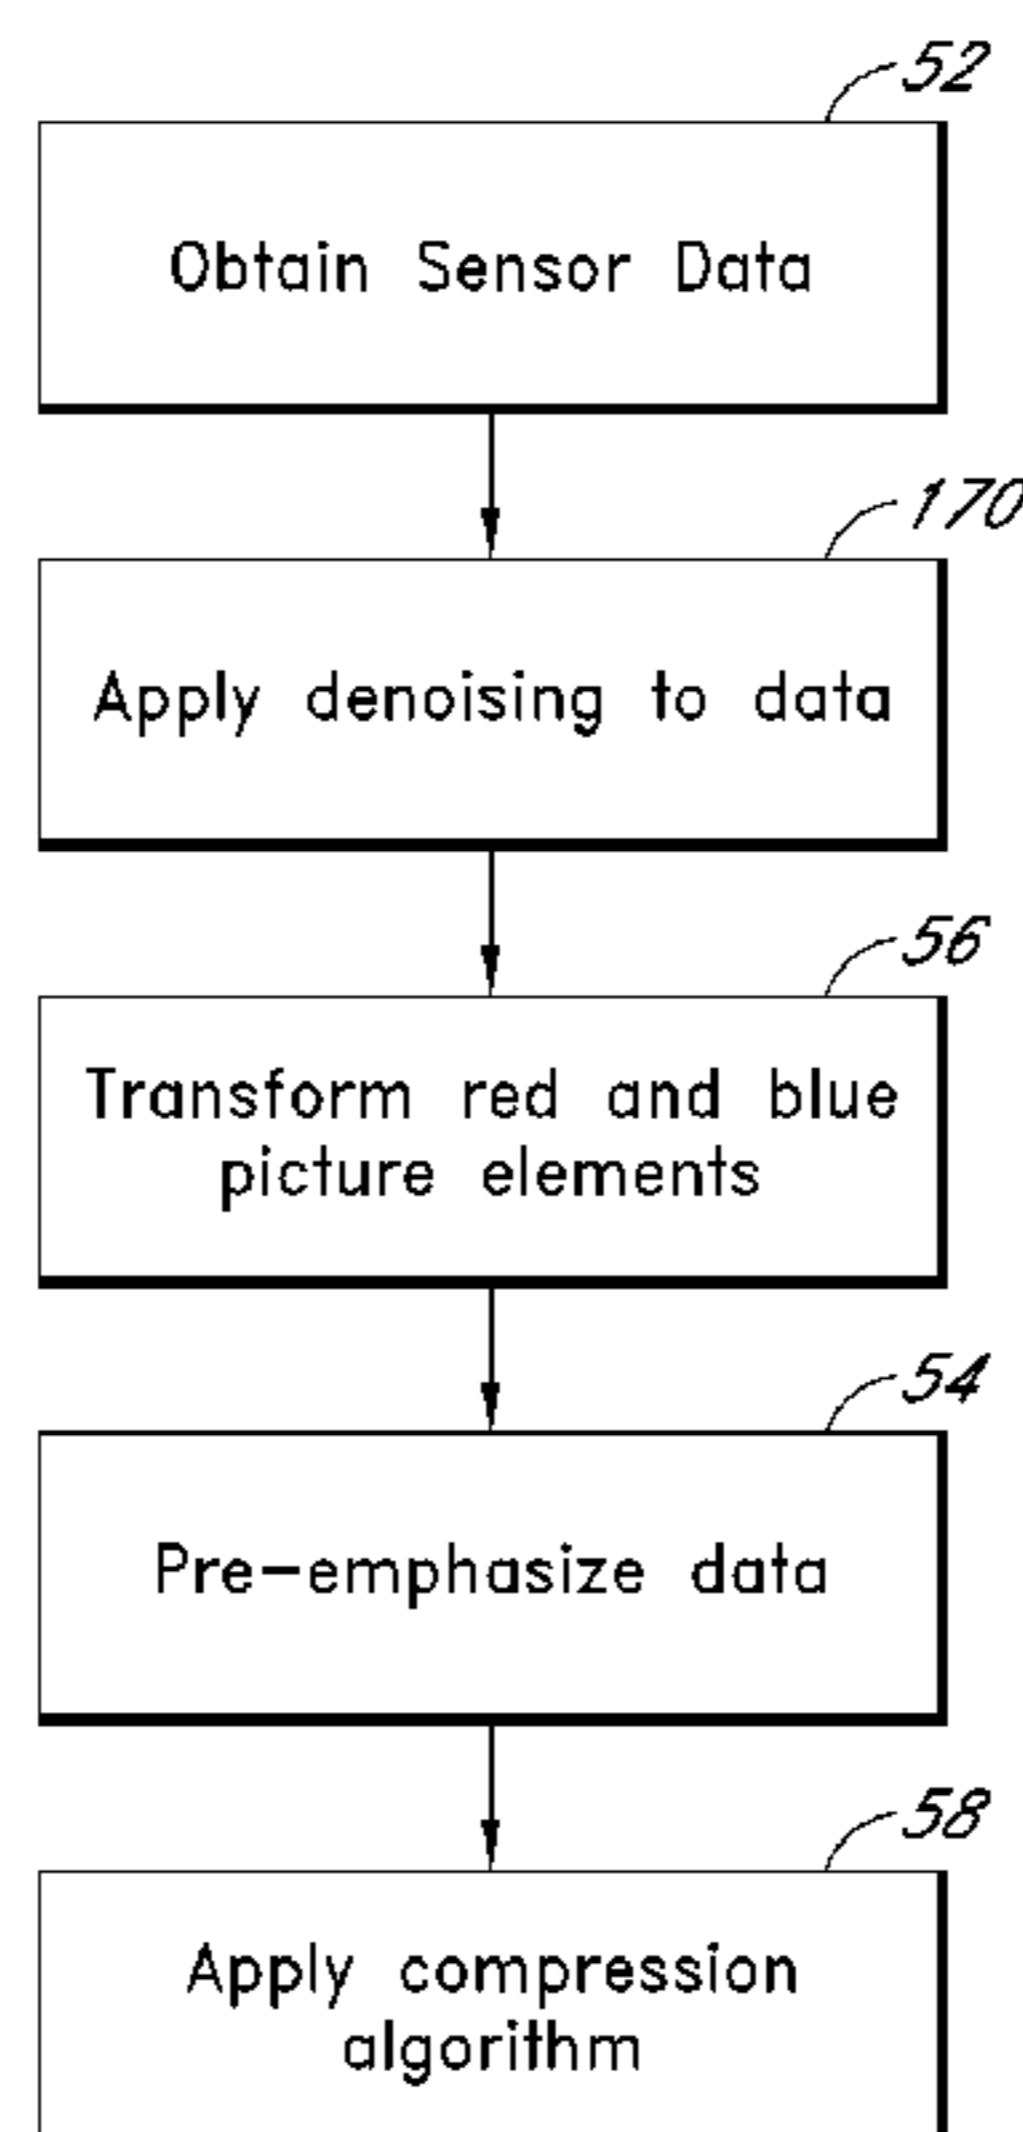 52
Obtain Sensor Data
170
Apply denoising to data
56
Transform red and blue
picture elements
54
Pre-emphasize data
58
Apply compression
algorithm